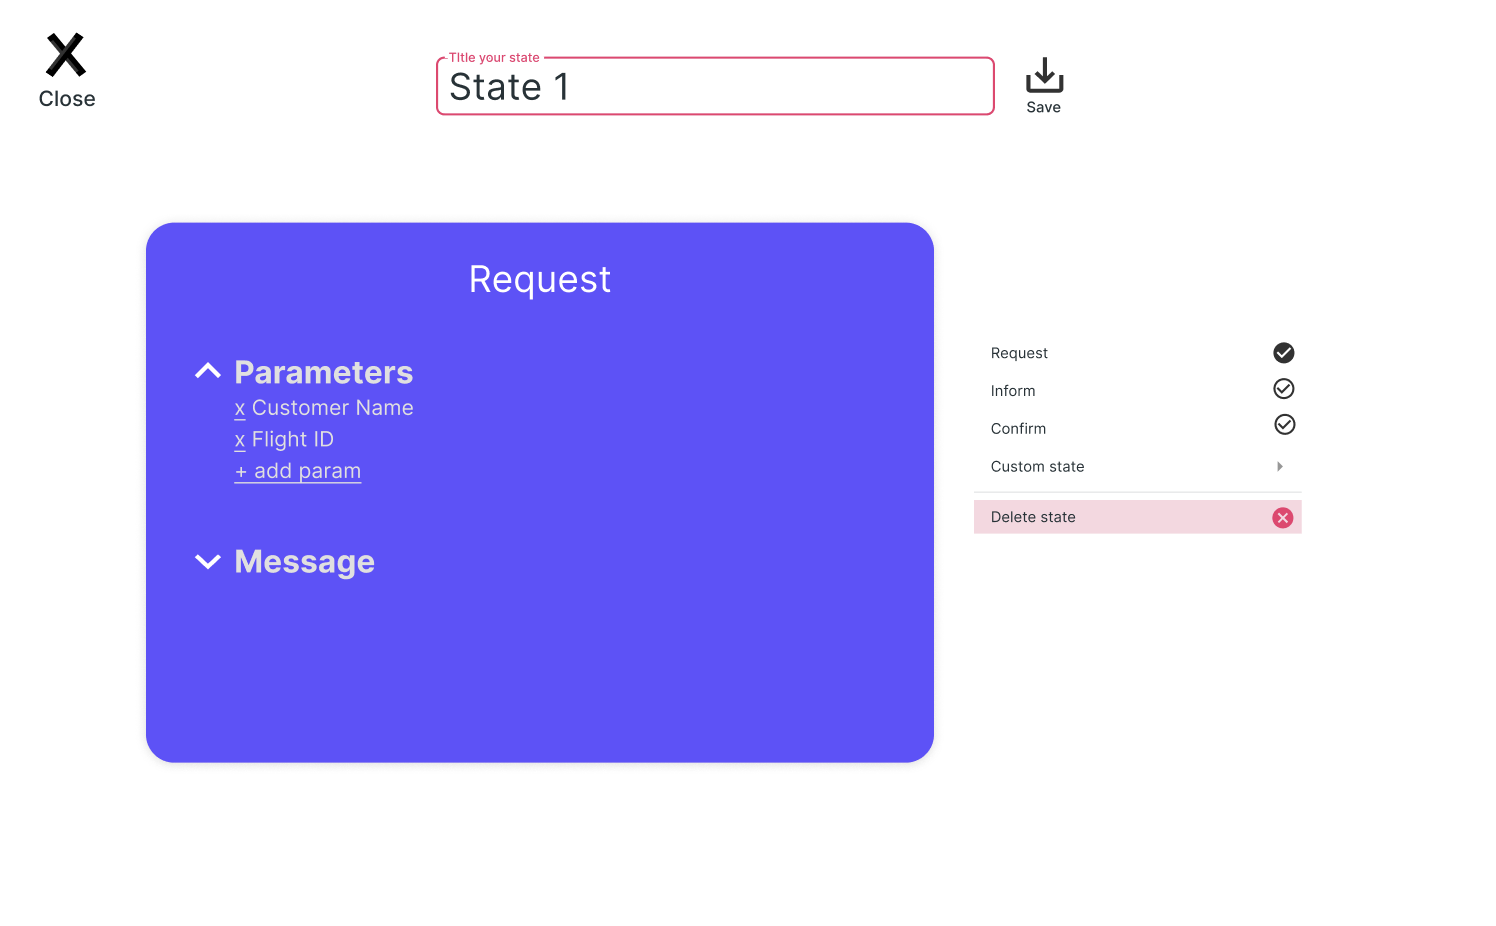 Close
TItle your state
State 1
Save
Request
Parameters
x Customer Name
x Flight ID
+ add param
Message
Request
Inform
Confirm
Custom state
Delete state